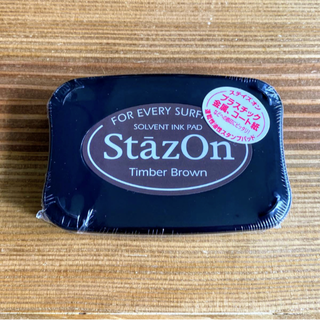 FOR EVERY SURF
SOLVENT INK PAD
StāzOn
Timber Brown
ステイズ・オン
プラスチック
金属、コート紙